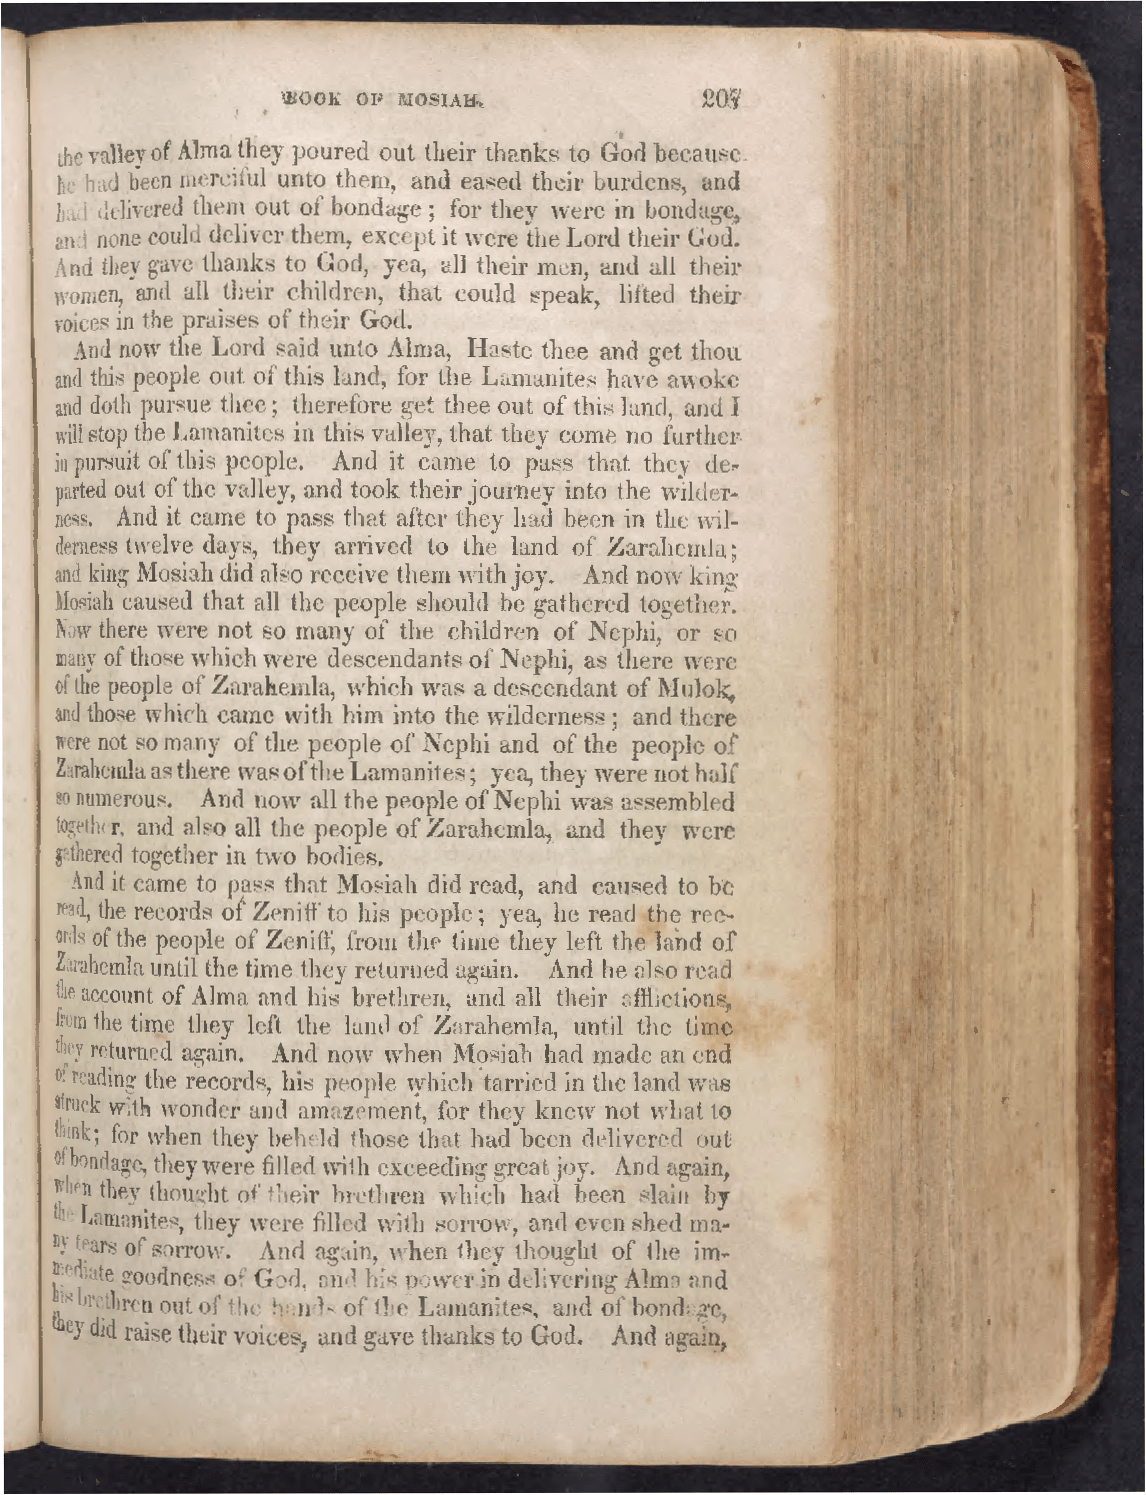 BOOK OF MOSIAH. 207
the valley of Alma they poured out their thanks to God because
he had been merciful unto them, and eased their burdens, and
had delivered them out of bondage; for they were in bondage,
and none could deliver them, except it were the Lord their God.
And they gave thanks to God, yea, all their men, and all their
women, and all their children, that could speak, lifted their
voices in the praises of their God.
And now the Lord said unto Alma, Haste thee and get thou
and this people out of this land, for the Lamanites have awoke
and doth pursue thee; therefore get thee out of this land, and I
will stop the Lamanites in this valley, that they come no further
in pursuit of this people. And it came to pass that they de-
parted out of the valley, and took their journey into the wilder-
ness. And it came to pass that after they had been in the wil-
derness twelve days, they arrived to the land of Zarahemla;
and king Mosiah did also receive them with joy. And now king
Mosiah caused that all the people should be gathered together.
Now there were not so many of the children of Nephi, or so
many of those which were descendants of Nephi, as there were
of the people of Zarahemla, which was a descendant of Mulok,
and those which came with him into the wilderness; and there
were not so many of the people of Nephi and of the people of
Zarahemla as there was of the Lamanites; yea, they were not half
so numerous. And now all the people of Nephi was assembled
together, and also all the people of Zarahemla, and they were
gathered together in two bodies.
And it came to pass that Mosiah did read, and caused to be
read, the records of Zeniff to his people; yea, he read the rec-
ords of the people of Zeniff, from the time they left the land of
Zarahemla until the time they returned again. And he also read
the account of Alma and his brethren, and all their afflictions,
from the time they left the land of Zarahemla, until the time
they returned again. And now when Mosiah had made an end
of reading the records, his people which tarried in the land was
struck with wonder and amazement, for they knew not what to
think; for when they beheld those that had been delivered out
of bondage, they were filled with exceeding great joy. And again,
when they thought of their brethren which had been slain by
the Lamanites, they were filled with sorrow, and even shed ma-
ny tears of sorrow. And again, when they thought of the im-
mediate goodness of God, and his power in delivering Alma and
his brethren out of the hands of the Lamanites, and of bondage,
they did raise their voices, and gave thanks to God. And again,